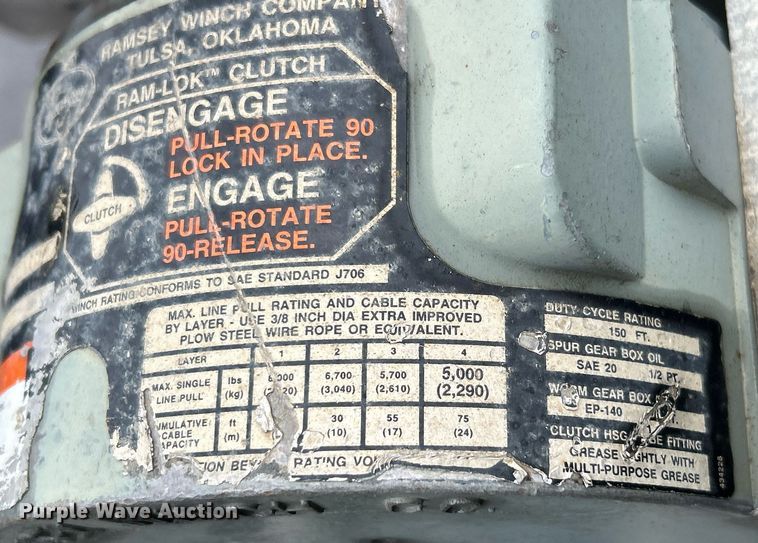 RAMSEY WINCH COMPANY
TULSA, OKLAHOMA
RAM-LOK™ CLUTCH
DISENGAGE
PULL-ROTATE 90
LOCK IN PLACE.
CLUTCH
ENGAGE
PULL-ROTATE
90-RELEASE.
WINCH RATING CONFORMS TO SAE STANDARD J706
MAX. LINE PULL RATING AND CABLE CAPACITY
BY LAYER - USE 3/8 INCH DIA EXTRA IMPROVED
PLOW STEEL WIRE ROPE OR EQUIVALENT.
LAYER 1 2 3 4
MAX. SINGLE LINE PULL lbs (kg) 6,700 (3,040) 5,700 (2,610) 5,000 (2,290)
CABLE CAPACITY ft (m) 30 (10) 55 (17) 75 (24)
RATING
DUTY CYCLE RATING
150 FT.
SPUR GEAR BOX OIL
SAE 20 1/2 PT.
WORM GEAR BOX
EP-140
CLUTCH HSG FITTING
GREASE LIGHTLY WITH
MULTI-PURPOSE GREASE
Purple Wave Auction